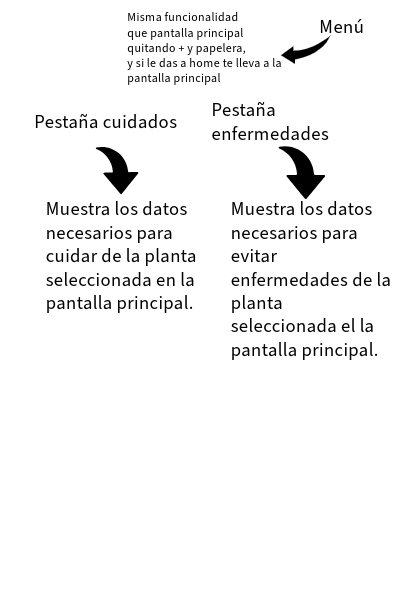 Misma funcionalidad
que pantalla principal
quitando + y papelera,
y si le das a home te lleva a la
pantalla principal
Menú
Pestaña cuidados
Pestaña
enfermedades
Muestra los datos
necesarios para
cuidar de la planta
seleccionada en la
pantalla principal.
Muestra los datos
necesarios para
evitar
enfermedades de la
planta
seleccionada el la
pantalla principal.